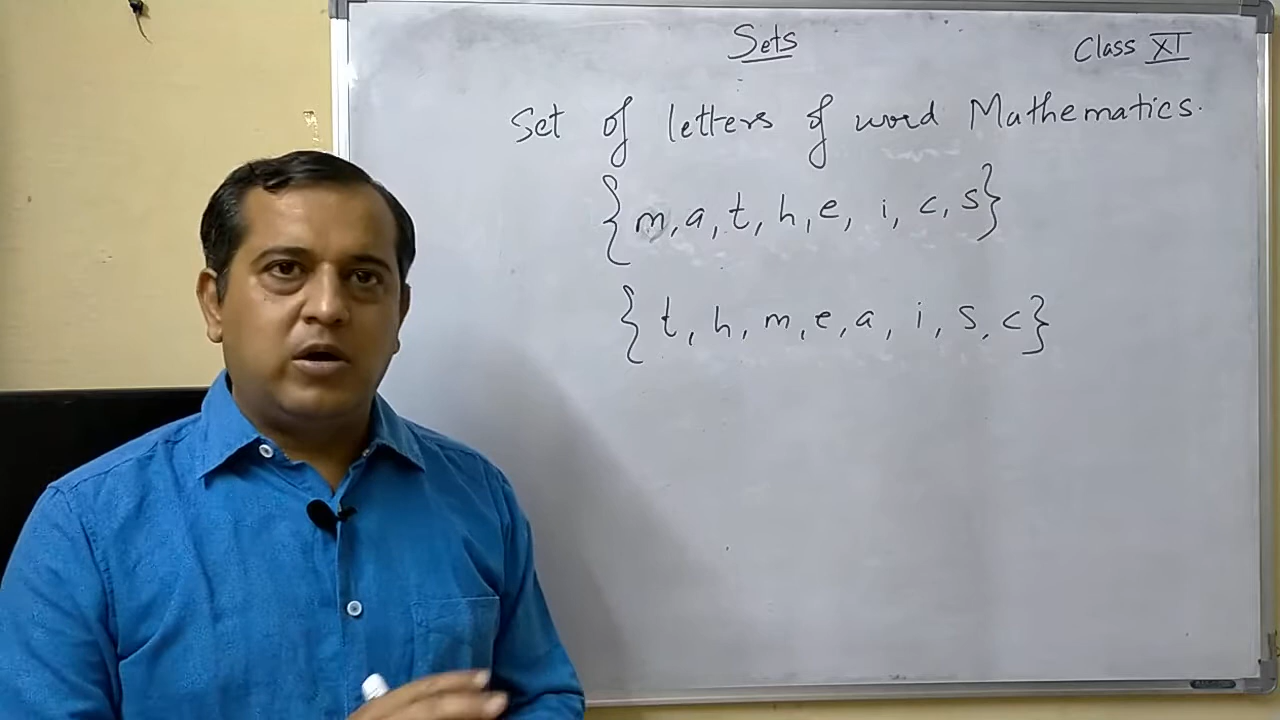 Sets
Class XI
Set of letters of word Mathematics.
{m, a, t, h, e, i, c, s}
{t, h, m, e, a, i, s, c}